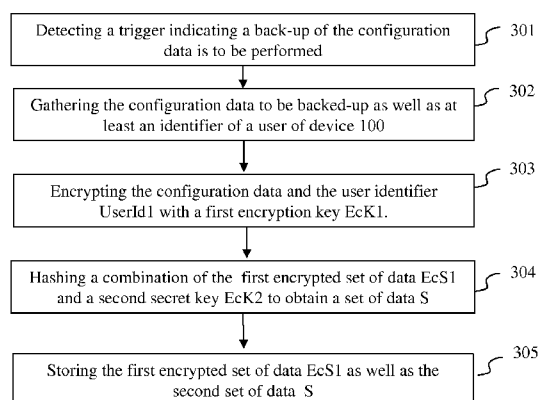 Detecting a trigger indicating a back-up of the configuration
data is to be performed
301
Gathering the configuration data to be backed-up as well as at
least an identifier of a user of device 100
302
303
Encrypting the configuration data and the user identifier
UserId1 with a first encryption key EcK1.
Hashing a combination of the first encrypted set of data EcS1
and a second secret key EcK2 to obtain a set of data S
304
Storing the first encrypted set of data EcS1 as well as the
second set of data S
305